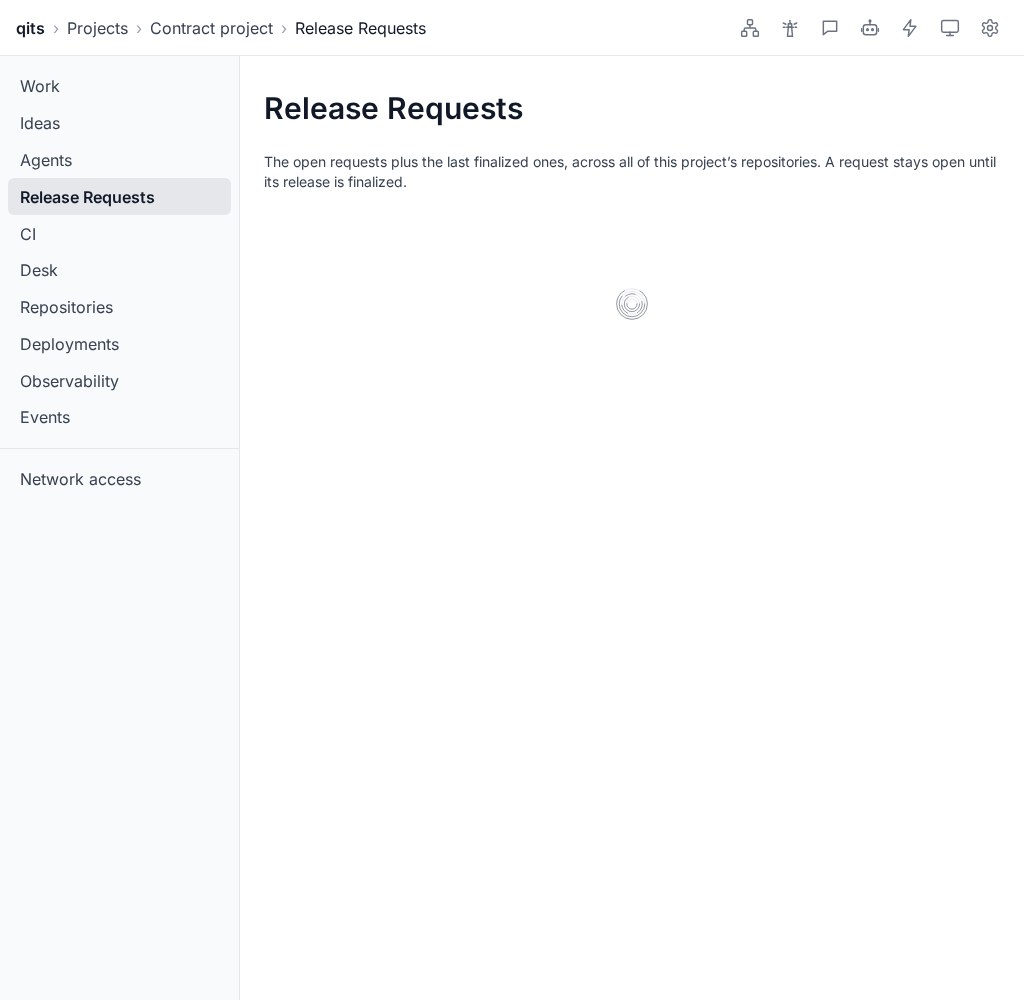 qits › Projects › Contract project › Release Requests
Work
Ideas
Agents
Release Requests
CI
Desk
Repositories
Deployments
Observability
Events
Network access
Release Requests
The open requests plus the last finalized ones, across all of this project’s repositories. A request stays open until
its release is finalized.